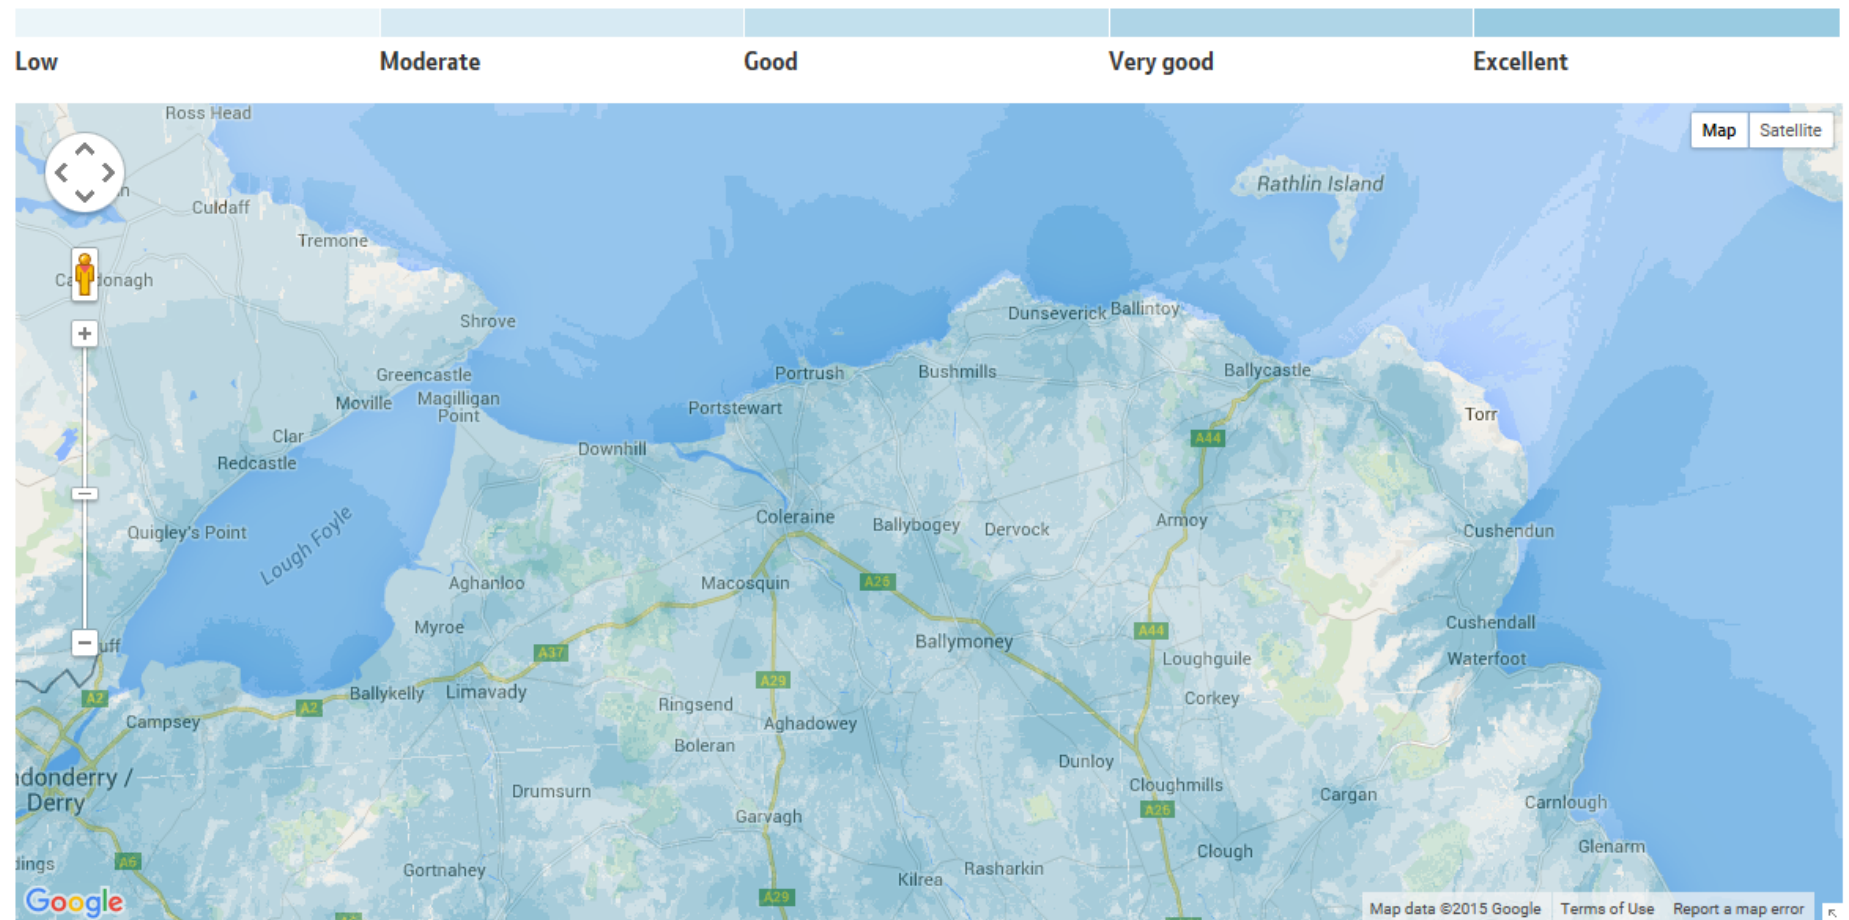 Low Moderate Good Very good Excellent
Ross Head
Map Satellite
Rathlin Island
Culdaff
Tremone
Dunseverick Ballintoy
Shrove
Greencastle
Portrush
Bushmills
Ballycastle
Moville
Magilligan
Point
Portstewart
Torr
Clar
A44
Downhill
Redcastle
Lough Foyle
Quigley's Point
Coleraine
Ballybogey
Dervock
Armoy
Cushendun
Aghanloo
Macosquin
A26
Myroe
Ballymoney
A44
Cushendall
A37
Loughguile
Waterfoot
A2
A2
Ballykelly
Limavady
A29
Ringsend
Corkey
Campsey
Aghadowey
Boleran
Dunloy
Derry
Drumsurn
Cloughmills
Cargan
Carnlough
A26
Garvagh
Glenarm
A6
Gortnahey
Kilrea
Rasharkin
Clough
A29
Google
Map data ©2015 Google Terms of Use Report a map error